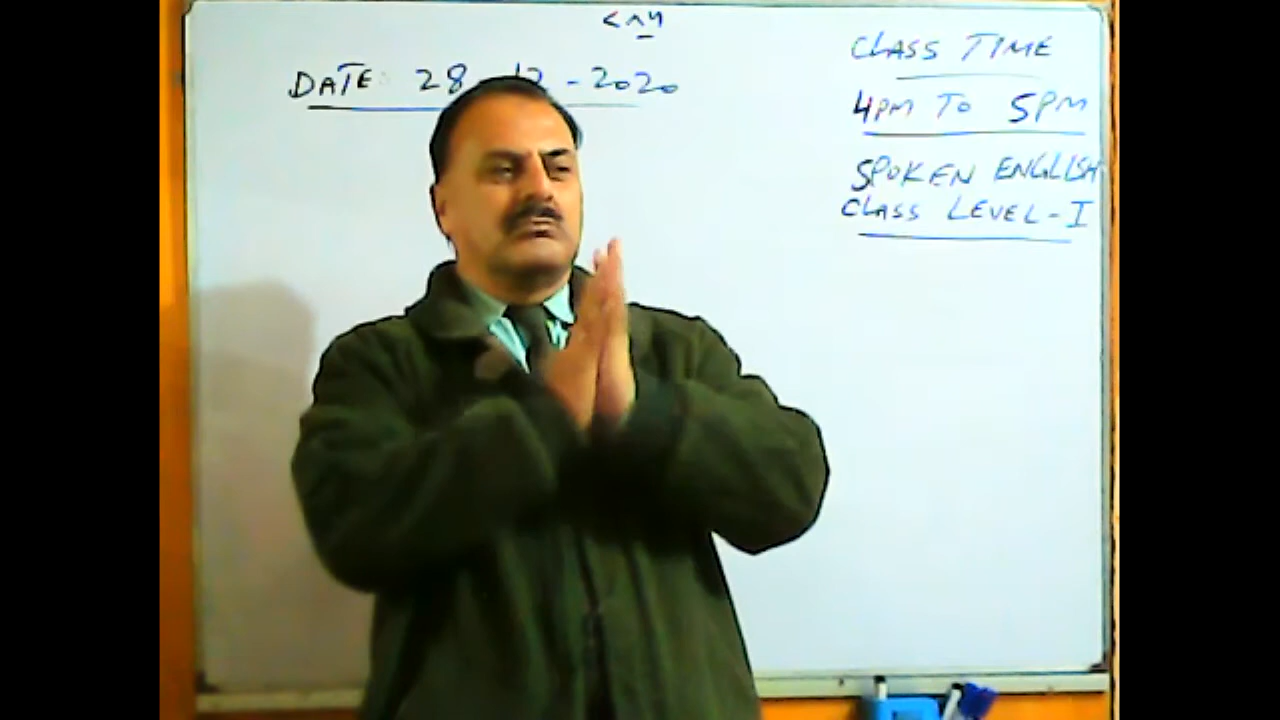 DATE: 28-12-2020
CLASS TIME
4PM TO 5PM
SPOKEN ENGLISH
CLASS LEVEL-I